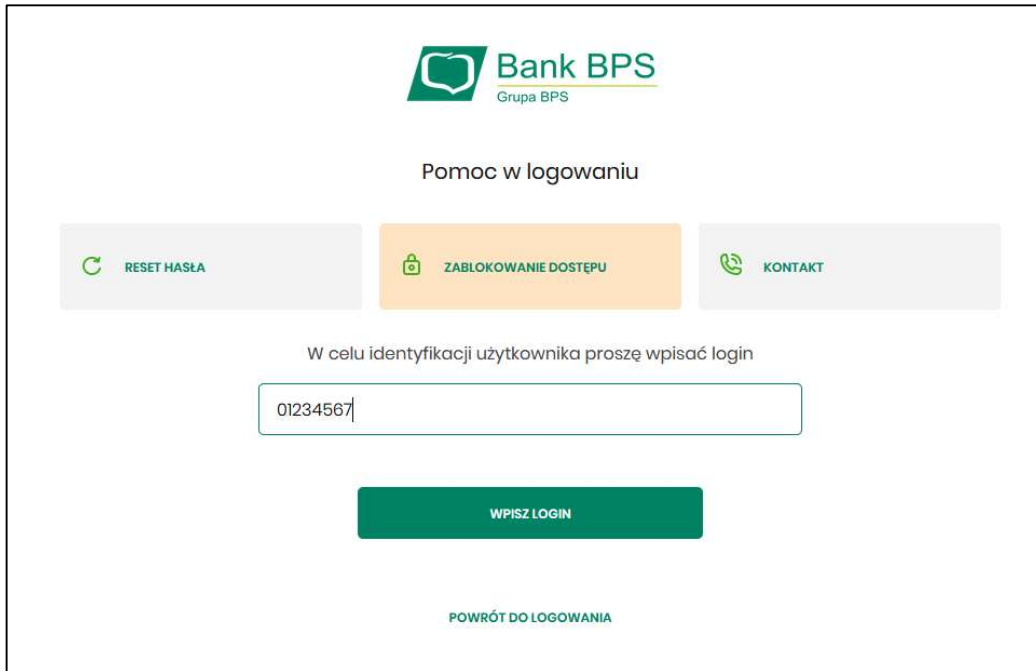 Bank BPS
Grupa BPS
Pomoc w logowaniu
RESET HASŁA
ZABLOKOWANIE DOSTĘPU
KONTAKT
W celu identyfikacji użytkownika proszę wpisać login
01234567
WPISZ LOGIN
POWRÓT DO LOGOWANIA